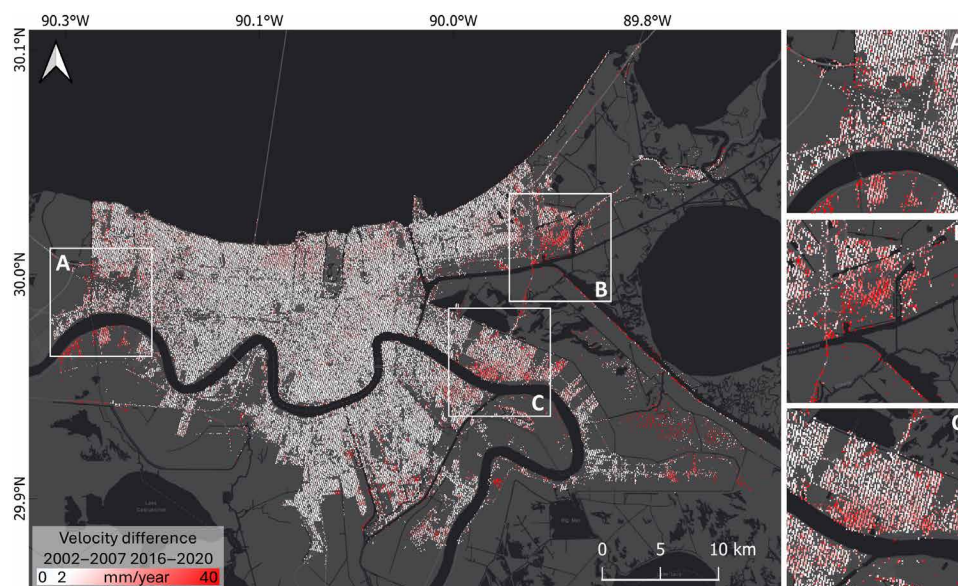 90.3°W 90.1°W 90.0°W 89.8°W
30.1°N
30.0°N
29.9°N
A
B
C
Velocity difference
2002–2007 2016–2020
0 2 mm/year 40
0 5 10 km